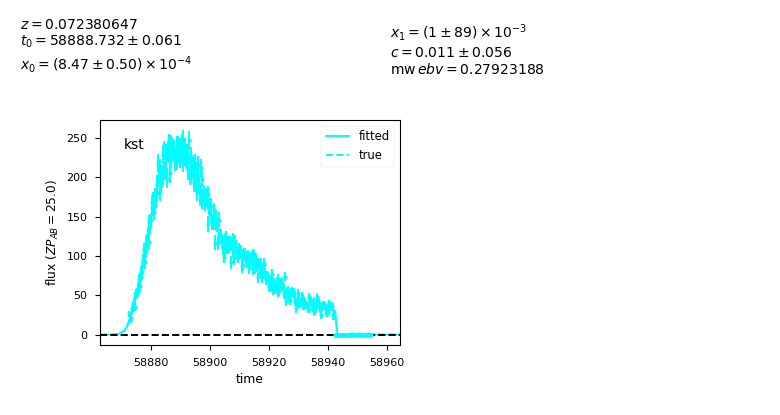 z = 0.072380647
t₀ = 58888.732 ± 0.061
x₀ = (8.47 ± 0.50) × 10⁻⁴
x₁ = (1 ± 89) × 10⁻³
c = 0.011 ± 0.056
mw ebv = 0.27923188
kst
fitted
true
250
200
150
100
50
0
flux (ZP_AB = 25.0)
58880 58900 58920 58940 58960
time